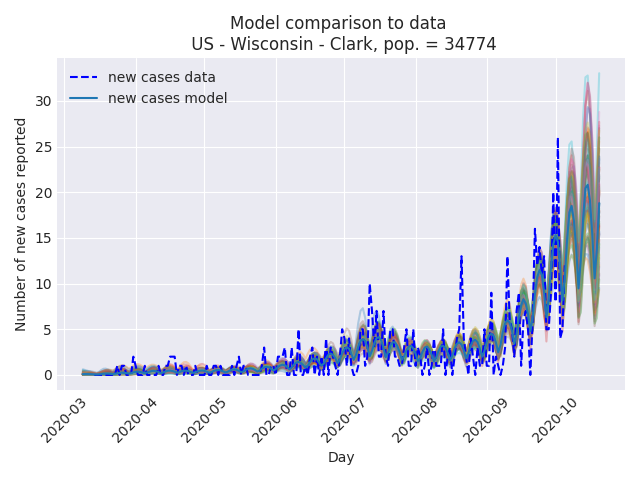 Model comparison to data
US - Wisconsin - Clark, pop. = 34774
new cases data
new cases model
Number of new cases reported
30
25
20
15
10
5
0
2020-03
2020-04
2020-05
2020-06
2020-07
2020-08
2020-09
2020-10
Day